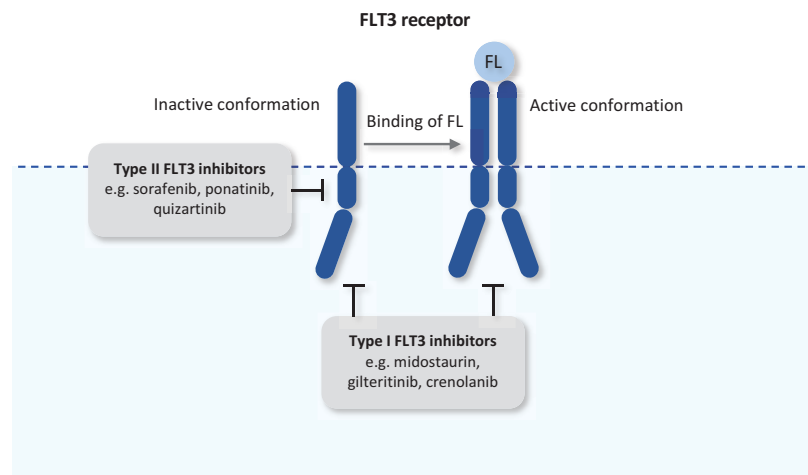 FLT3 receptor
FL
Inactive conformation
Active conformation
Binding of FL
Type II FLT3 inhibitors
e.g. sorafenib, ponatinib,
quizartinib
Type I FLT3 inhibitors
e.g. midostaurin,
gilteritinib, crenolanib